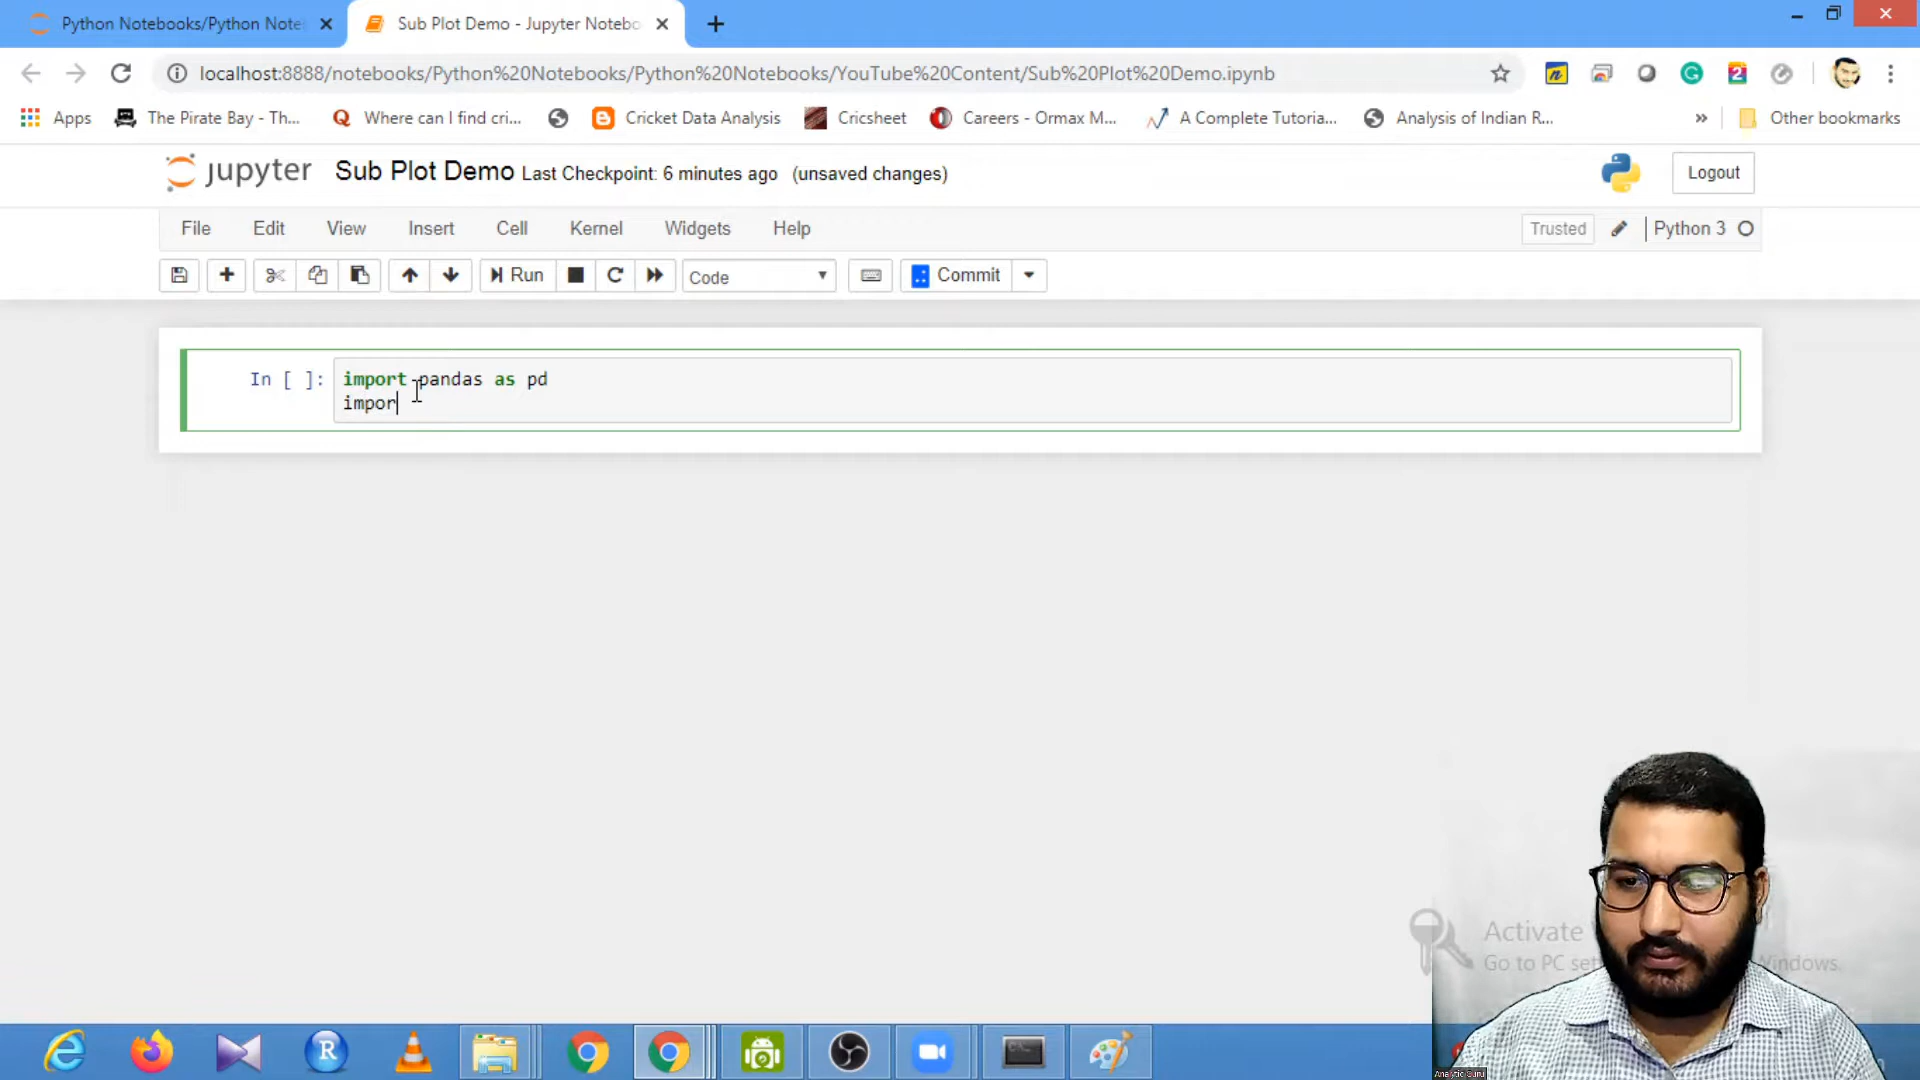 Python Notebooks/Python Note
Sub Plot Demo - Jupyter Notebo
localhost:8888/notebooks/Python%20Notebooks/Python%20Notebooks/YouTube%20Content/Sub%20Plot%20Demo.ipynb
Apps
The Pirate Bay - Th...
Where can I find cri...
Cricket Data Analysis
Cricsheet
Careers - Ormax M...
A Complete Tutoria...
Analysis of Indian R...
»
Other bookmarks
jupyter
Sub Plot Demo Last Checkpoint: 6 minutes ago (unsaved changes)
Logout
File Edit View Insert Cell Kernel Widgets Help
Trusted
Python 3
Run
Code
Commit
In [ ]: import pandas as pd
impor
Activate
Go to PC set Windows.
Analytic Guru